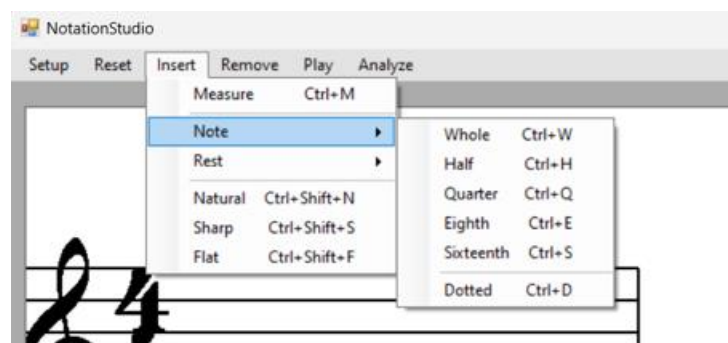 NotationStudio
Setup Reset Insert Remove Play Analyze
Measure Ctrl+M
Note
Rest
Natural Ctrl+Shift+N
Sharp Ctrl+Shift+S
Flat Ctrl+Shift+F
Whole Ctrl+W
Half Ctrl+H
Quarter Ctrl+Q
Eighth Ctrl+E
Sixteenth Ctrl+S
Dotted Ctrl+D
4